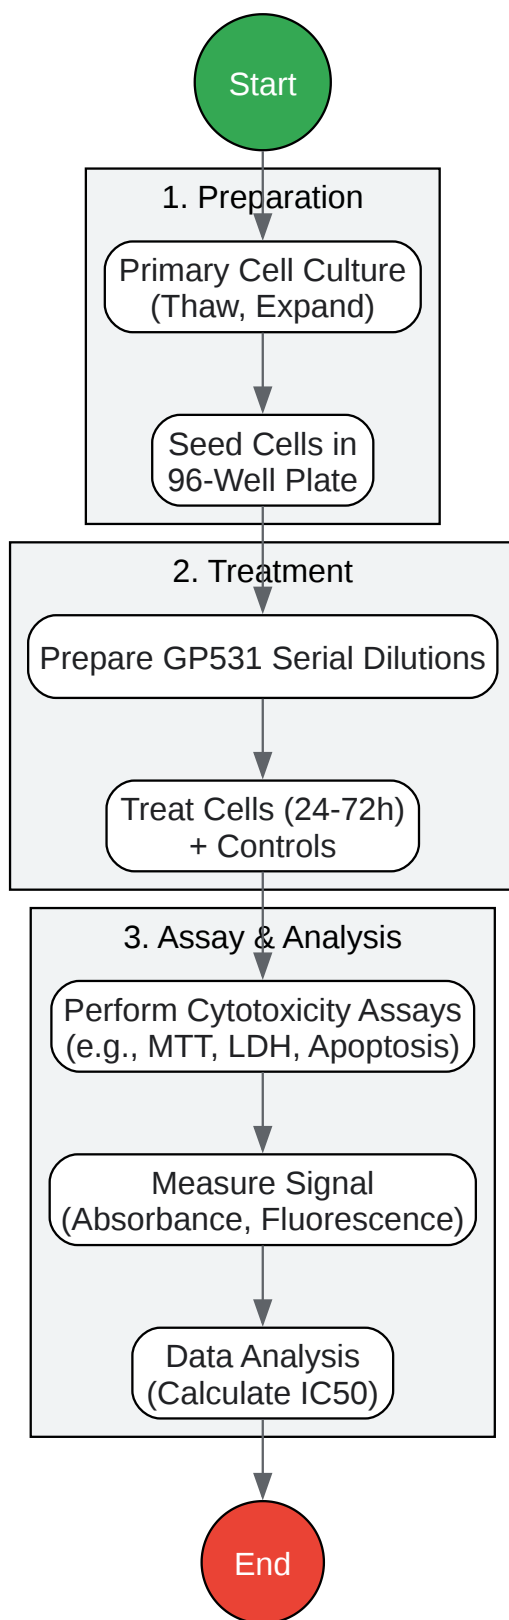 Start
1. Preparation
Primary Cell Culture
(Thaw, Expand)
Seed Cells in
96-Well Plate
2. Treatment
Prepare GP531 Serial Dilutions
Treat Cells (24-72h)
+ Controls
3. Assay & Analysis
Perform Cytotoxicity Assays
(e.g., MTT, LDH, Apoptosis)
Measure Signal
(Absorbance, Fluorescence)
Data Analysis
(Calculate IC50)
End